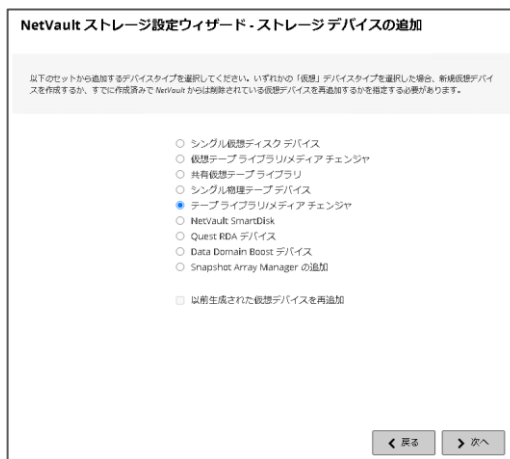 NetVault ストレージ設定ウィザード - ストレージ デバイスの追加
以下のセットから追加するデバイスタイプを選択してください。いずれかの「仮想」デバイスタイプを選択した場合、新規仮想デバイ
スを作成するか、すでに作成済みで NetVault からは削除されている仮想デバイスを再追加するかを指定する必要があります。
シングル仮想ディスク デバイス
仮想テープ ライブラリ/メディア チェンジャ
共有仮想テープ ライブラリ
シングル物理テープ デバイス
テープ ライブラリ/メディア チェンジャ
NetVault SmartDisk
Quest RDA デバイス
Data Domain Boost デバイス
Snapshot Array Manager の追加
以前生成された仮想デバイスを再追加
戻る 次へ